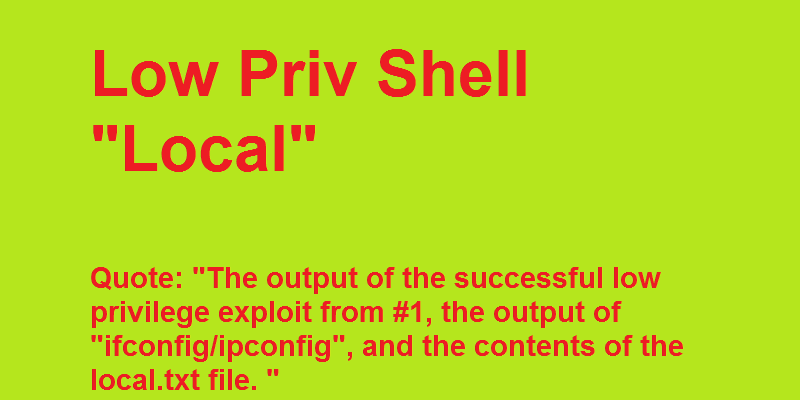 Low Priv Shell
"Local"
Quote: "The output of the successful low
privilege exploit from #1, the output of
"ifconfig/ipconfig", and the contents of the
local.txt file. "